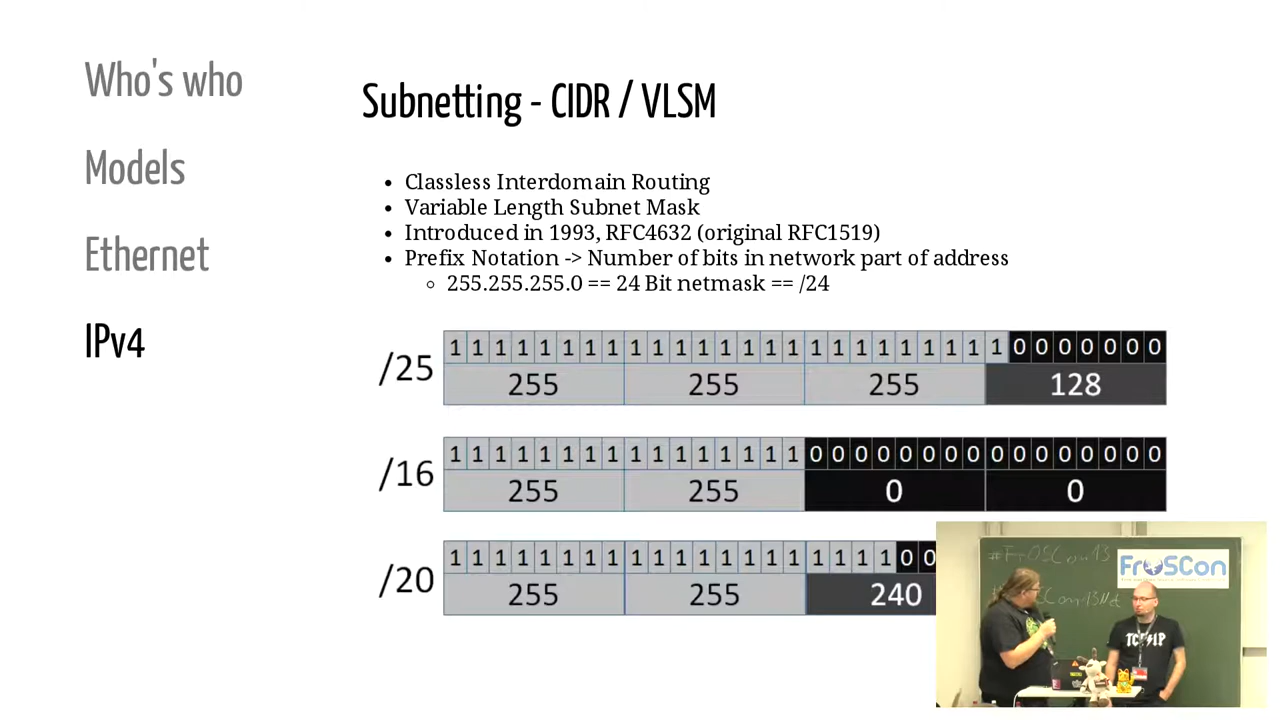 Who's who
Models
Ethernet
IPv4
Subnetting - CIDR / VLSM
• Classless Interdomain Routing
• Variable Length Subnet Mask
• Introduced in 1993, RFC4632 (original RFC1519)
• Prefix Notation -> Number of bits in network part of address
◦ 255.255.255.0 == 24 Bit netmask == /24
/25
1 1 1 1 1 1 1 1 1 1 1 1 1 1 1 1 1 1 1 1 1 1 1 1 1 0 0 0 0 0 0 0
255 255 255 128
/16
1 1 1 1 1 1 1 1 1 1 1 1 1 1 1 1 0 0 0 0 0 0 0 0 0 0 0 0 0 0 0 0
255 255 0 0
/20
1 1 1 1 1 1 1 1 1 1 1 1 1 1 1 1 1 1 1 1 0 0
255 255 240
#FrOSCon13
FrOSCon
TCP/IP